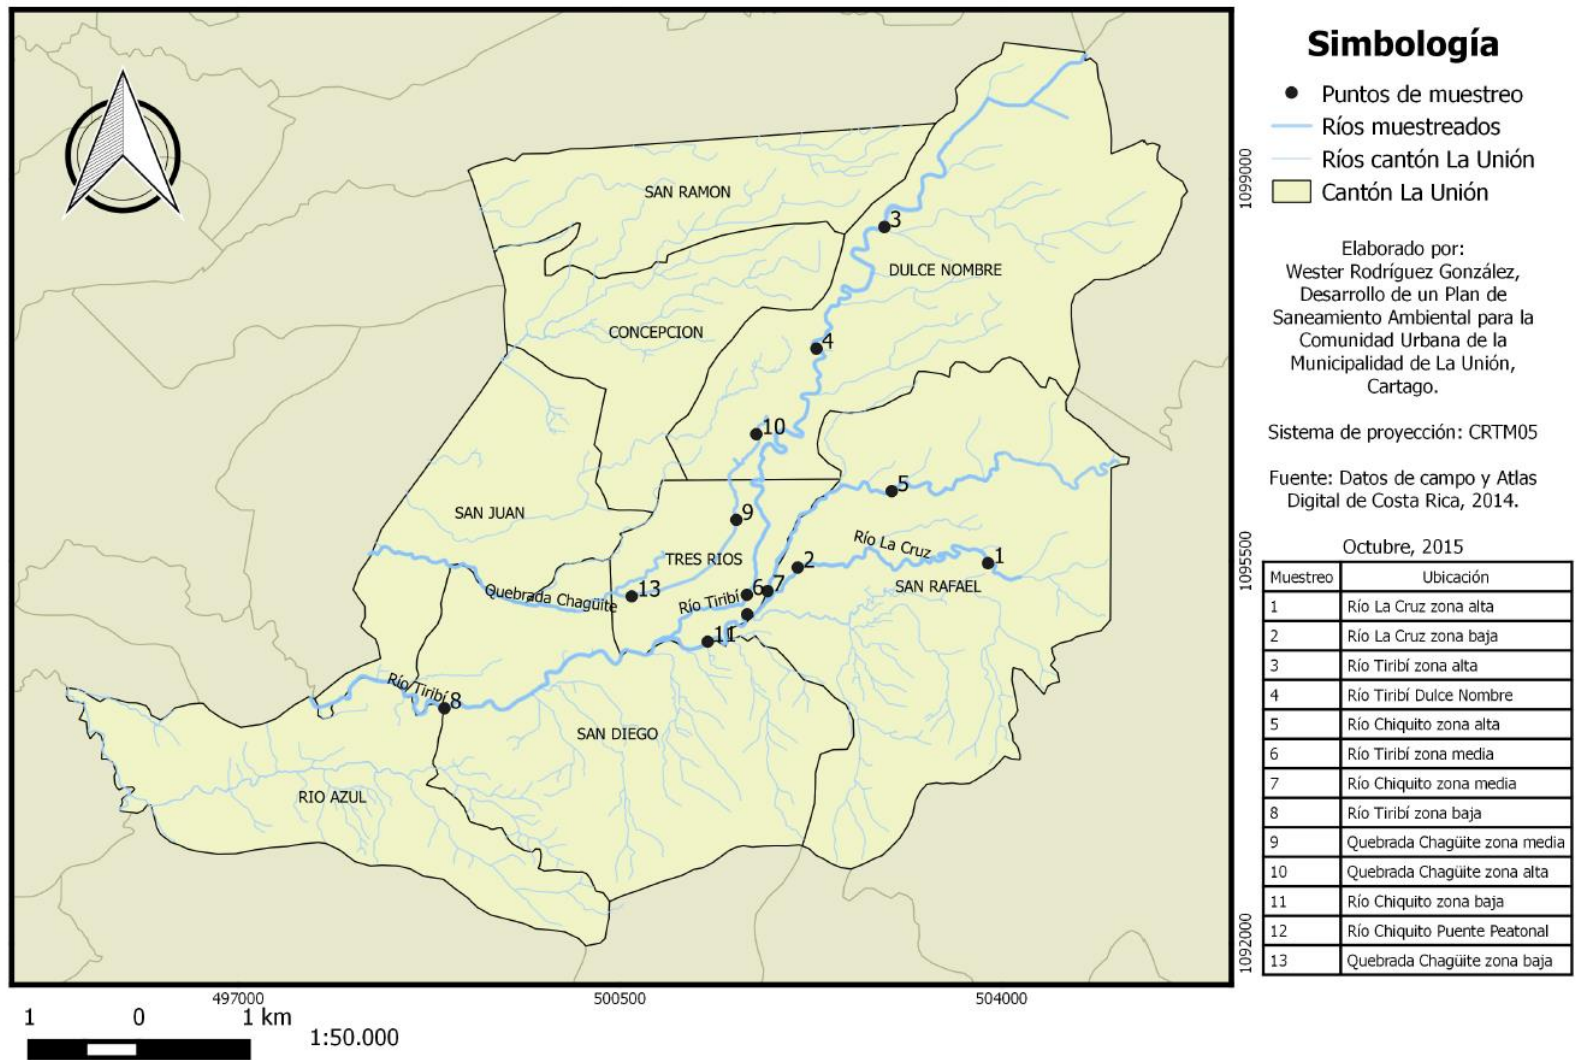 Simbología
Puntos de muestreo
Ríos muestreados
Ríos cantón La Unión
Cantón La Unión
Elaborado por:
Wester Rodríguez González,
Desarrollo de un Plan de
Saneamiento Ambiental para la
Comunidad Urbana de la
Municipalidad de La Unión,
Cartago.
Sistema de proyección: CRTM05
Fuente: Datos de campo y Atlas
Digital de Costa Rica, 2014.
Octubre, 2015
Muestreo Ubicación
1 Río La Cruz zona alta
2 Río La Cruz zona baja
3 Río Tiribí zona alta
4 Río Tiribí Dulce Nombre
5 Río Chiquito zona alta
6 Río Tiribí zona media
7 Río Chiquito zona media
8 Río Tiribí zona baja
9 Quebrada Chagüite zona media
10 Quebrada Chagüite zona alta
11 Río Chiquito zona baja
12 Río Chiquito Puente Peatonal
13 Quebrada Chagüite zona baja
SAN RAMON
3
DULCE NOMBRE
CONCEPCION
4
10
5
SAN JUAN
9
Río La Cruz
TRES RIOS
2
1
SAN RAFAEL
Quebrada Chagüite
13
Río Tiribí
6
7
11
Río Tiribí
8
SAN DIEGO
RIO AZUL
1099000
1095500
1092000
497000
500500
504000
1 0 1 km
1:50.000